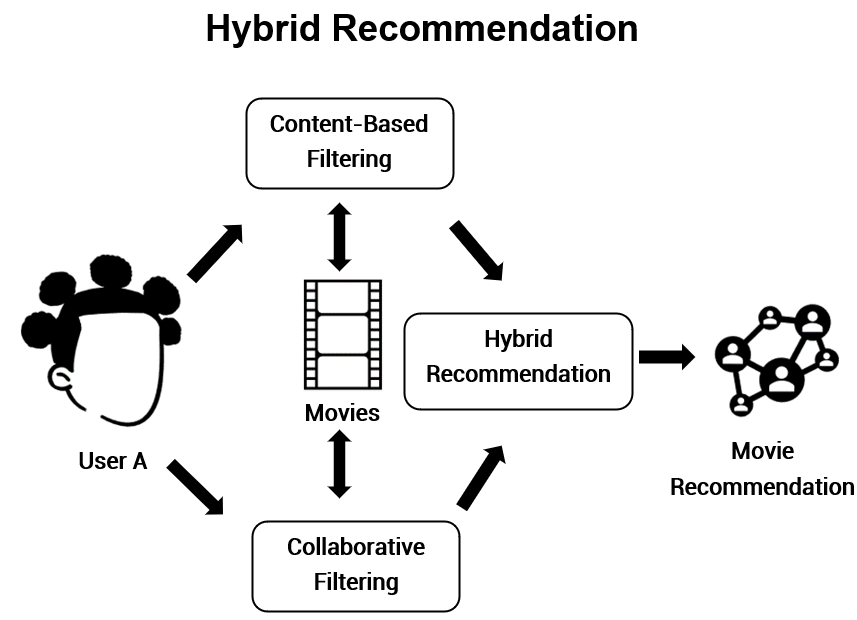 Hybrid Recommendation
Content-Based
Filtering
Movies
Hybrid
Recommendation
User A
Movie
Recommendation
Collaborative
Filtering